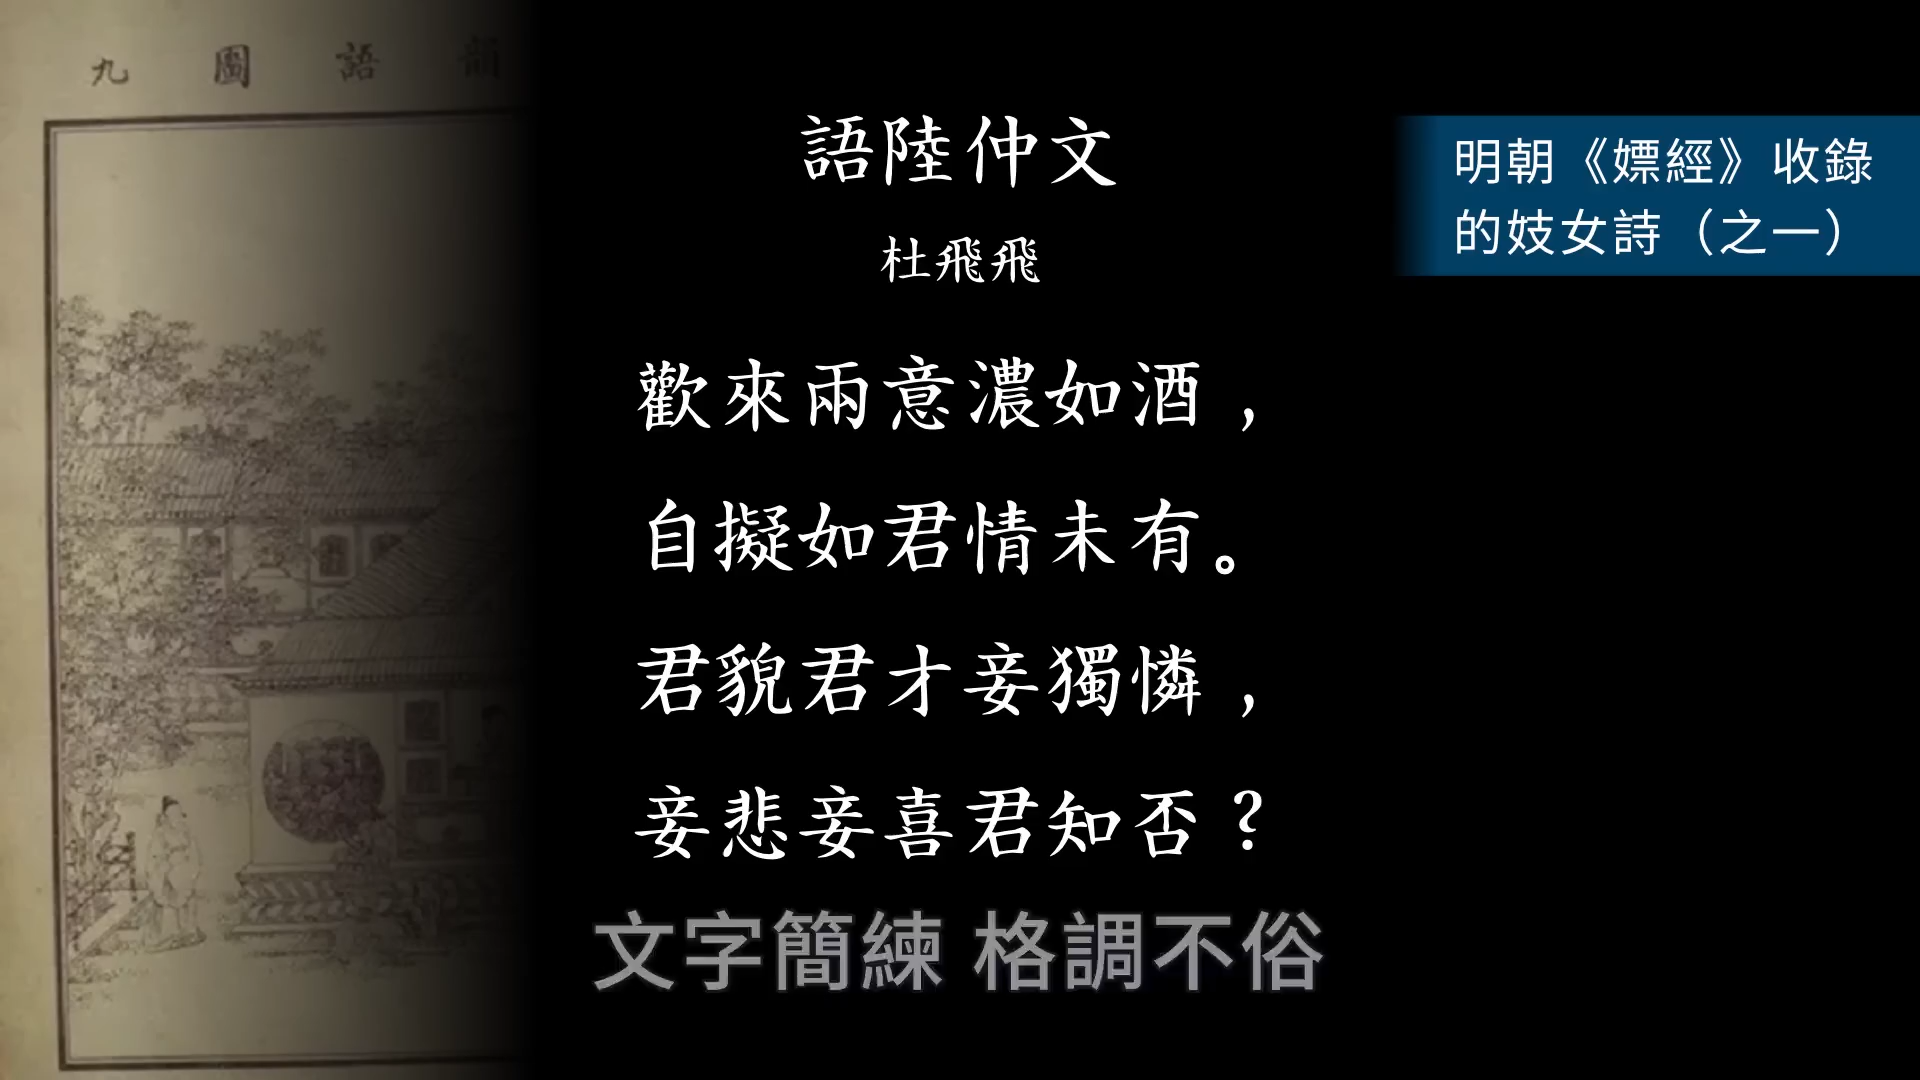 九 圖 語 韻
語陸仲文
杜飛飛
歡來兩意濃如酒，
自擬如君情未有。
君貌君才妾獨憐，
妾悲妾喜君知否？
文字簡練 格調不俗
明朝《嫖經》收錄
的妓女詩（之一）